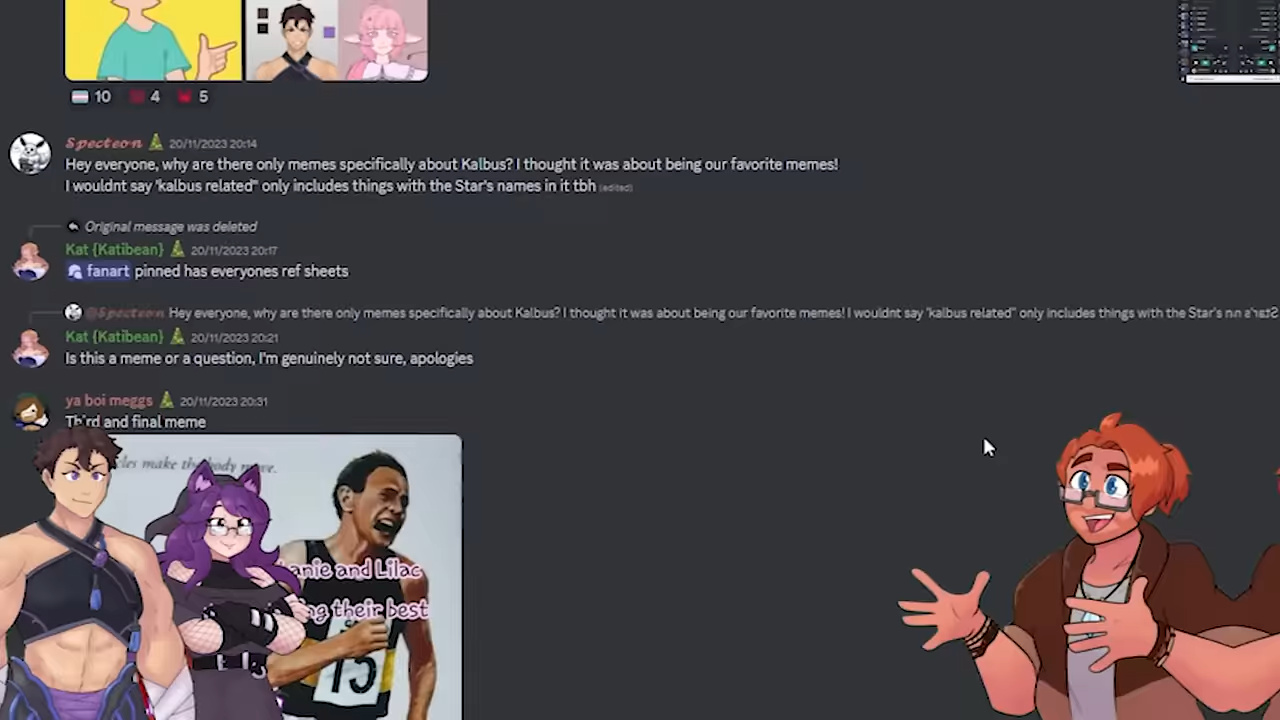 10 4 5
Specteon 20/11/2023 20:14
Hey everyone, why are there only memes specifically about Kalbus? I thought it was about being our favorite memes!
I wouldnt say 'kalbus related" only includes things with the Star's names in it tbh (edited)
Original message was deleted
Kat {Katibean} 20/11/2023 20:17
fanart pinned has everyones ref sheets
@Specteon Hey everyone, why are there only memes specifically about Kalbus? I thought it was about being our favorite memes! I wouldnt say "kalbus related" only includes things with the Star's
Kat {Katibean} 20/11/2023 20:21
Is this a meme or a question, I'm genuinely not sure, apologies
ya boi meggs 20/11/2023 20:31
Third and final meme
make the body move.
anie and Lilac
ing their best
15